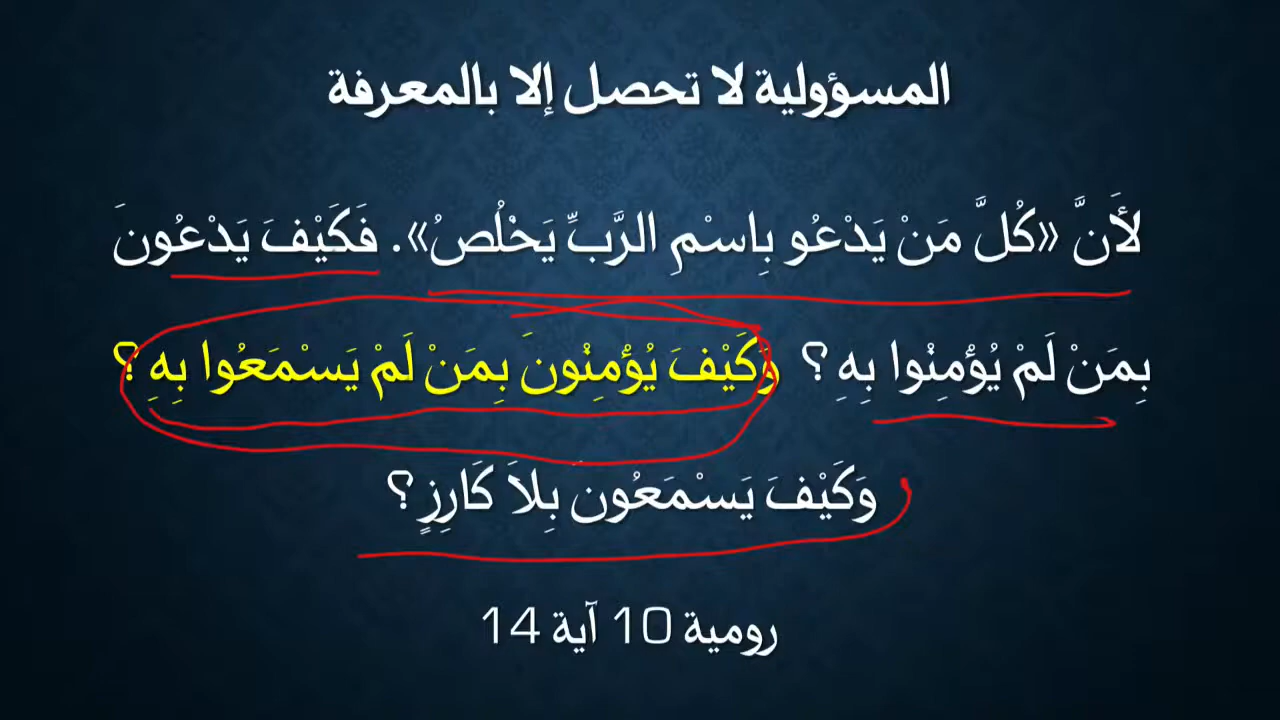 المسؤولية لا تحصل إلا بالمعرفة
لأَنَّ «كُلَّ مَنْ يَدْعُو بِاسْمِ الرَّبِّ يَخْلُصُ». فَكَيْفَ يَدْعُونَ
بِمَنْ لَمْ يُؤْمِنُوا بِهِ؟ وَكَيْفَ يُؤْمِنُونَ بِمَنْ لَمْ يَسْمَعُوا بِهِ؟
وَكَيْفَ يَسْمَعُونَ بِلاَ كَارِزٍ؟
رومية 10 آية 14